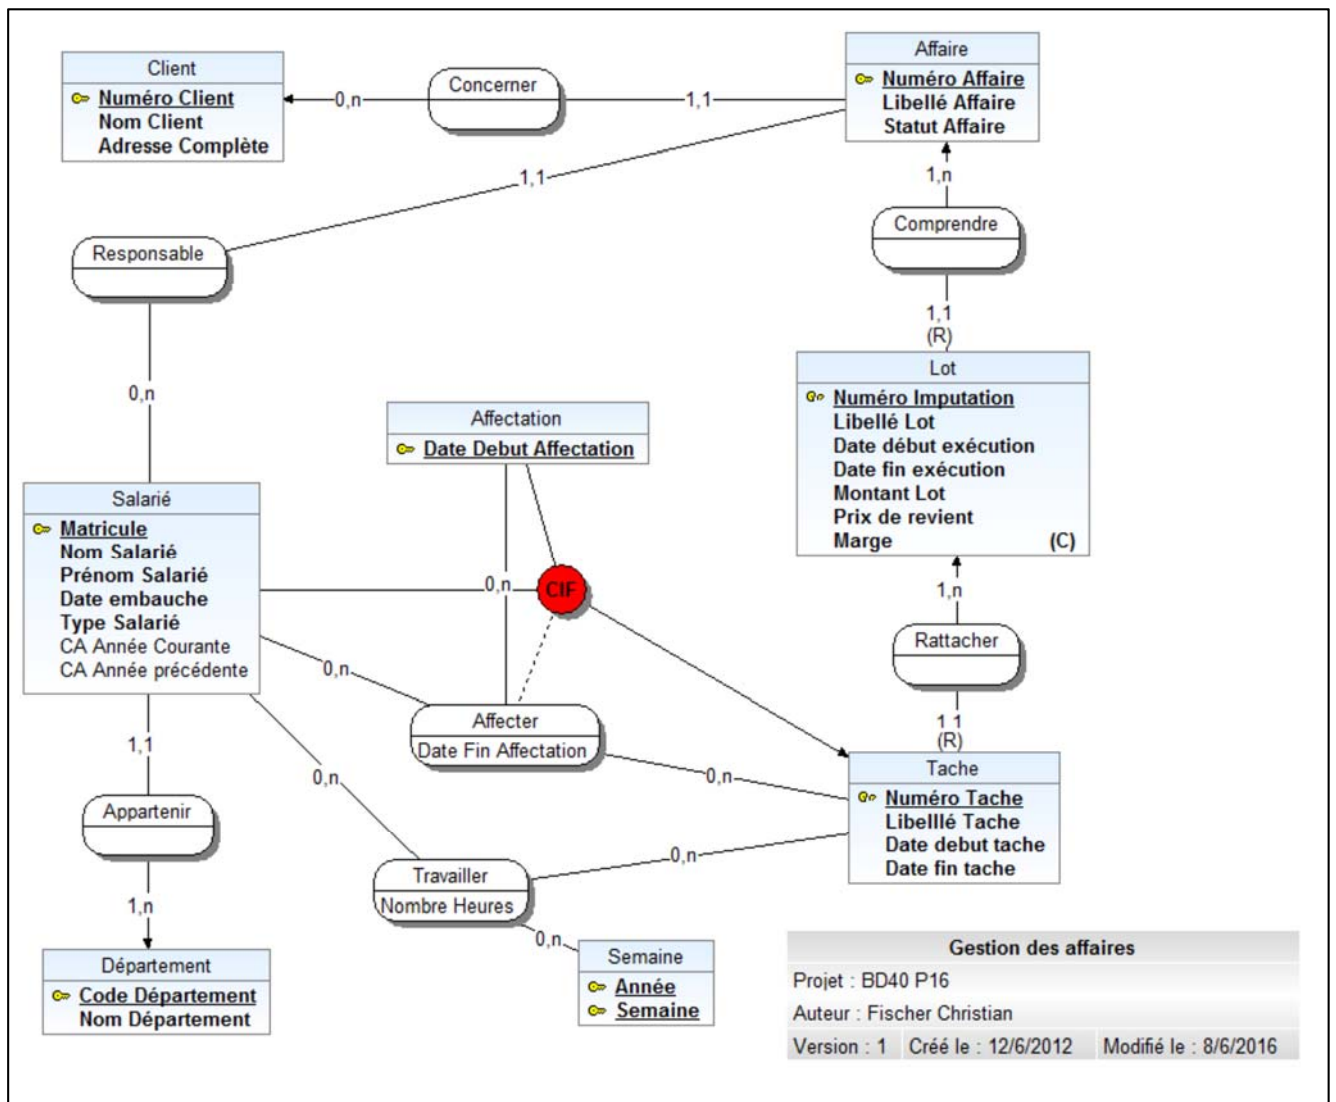 Client
Numéro Client
Nom Client
Adresse Complète
0,n
Concerner
1,1
Affaire
Numéro Affaire
Libellé Affaire
Statut Affaire
1,1
1,n
Responsable
Comprendre
1,1
(R)
0,n
Lot
Numéro Imputation
Libellé Lot
Date début exécution
Date fin exécution
Montant Lot
Prix de revient
Marge (C)
Affectation
Date Debut Affectation
Salarié
Matricule
Nom Salarié
Prénom Salarié
Date embauche
Type Salarié
CA Année Courante
CA Année précédente
0,n
CIF
1,n
Rattacher
1,1
(R)
0,n
Affecter
Date Fin Affectation
0,n
Tache
Numéro Tache
Libelllé Tache
Date debut tache
Date fin tache
1,1
0,n
Appartenir
0,n
Travailler
Nombre Heures
0,n
1,n
Département
Code Département
Nom Département
Semaine
Année
Semaine
Gestion des affaires
Projet : BD40 P16
Auteur : Fischer Christian
Version : 1 Créé le : 12/6/2012 Modifié le : 8/6/2016